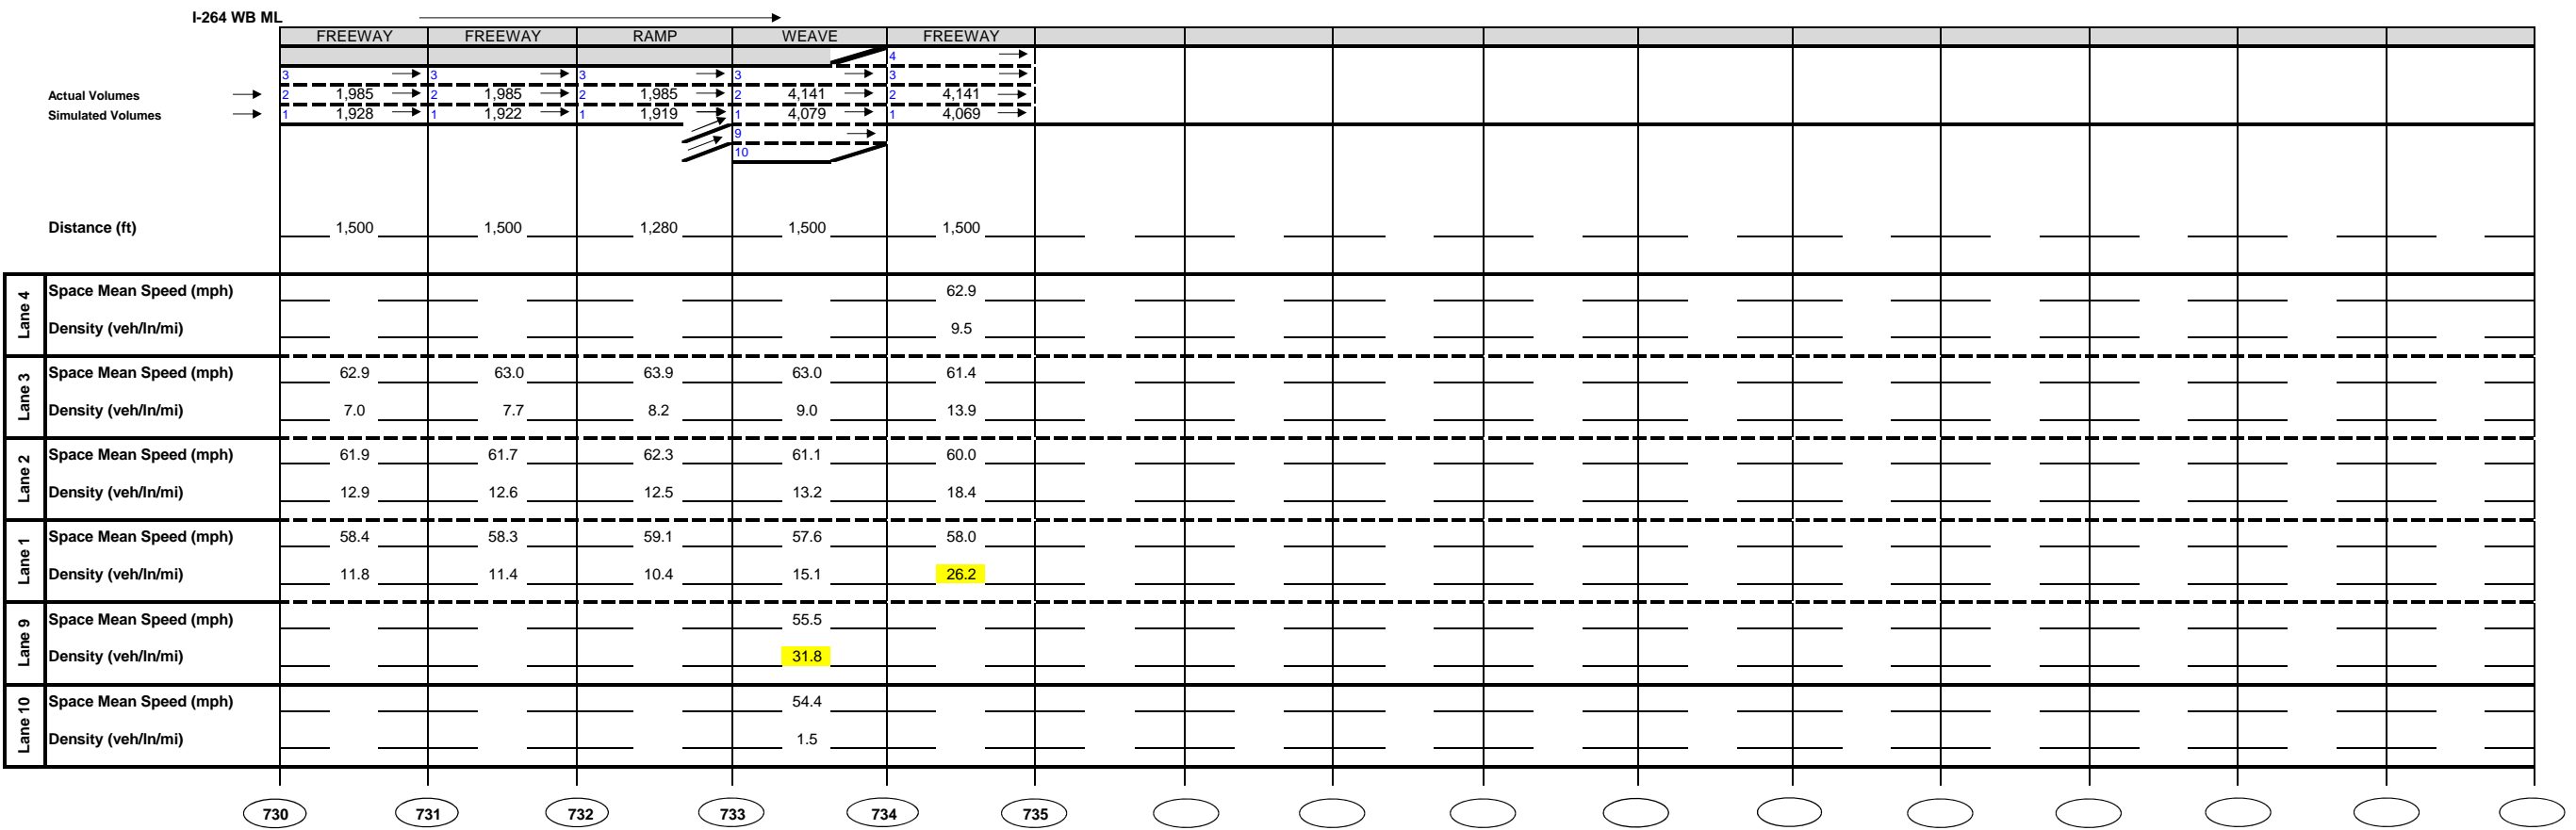 I-264 WB ML
FREEWAY FREEWAY RAMP WEAVE FREEWAY
4
3 3 3 3 3
Actual Volumes 2 1,985 2 1,985 2 1,985 2 4,141 2 4,141
Simulated Volumes 1 1,928 1 1,922 1 1,919 1 4,079 1 4,069
9
10
Distance (ft) 1,500 1,500 1,280 1,500 1,500
Lane 4
Space Mean Speed (mph) 62.9
Density (veh/ln/mi) 9.5
Lane 3
Space Mean Speed (mph) 62.9 63.0 63.9 63.0 61.4
Density (veh/ln/mi) 7.0 7.7 8.2 9.0 13.9
Lane 2
Space Mean Speed (mph) 61.9 61.7 62.3 61.1 60.0
Density (veh/ln/mi) 12.9 12.6 12.5 13.2 18.4
Lane 1
Space Mean Speed (mph) 58.4 58.3 59.1 57.6 58.0
Density (veh/ln/mi) 11.8 11.4 10.4 15.1 26.2
Lane 9
Space Mean Speed (mph) 55.5
Density (veh/ln/mi) 31.8
Lane 10
Space Mean Speed (mph) 54.4
Density (veh/ln/mi) 1.5
730 731 732 733 734 735